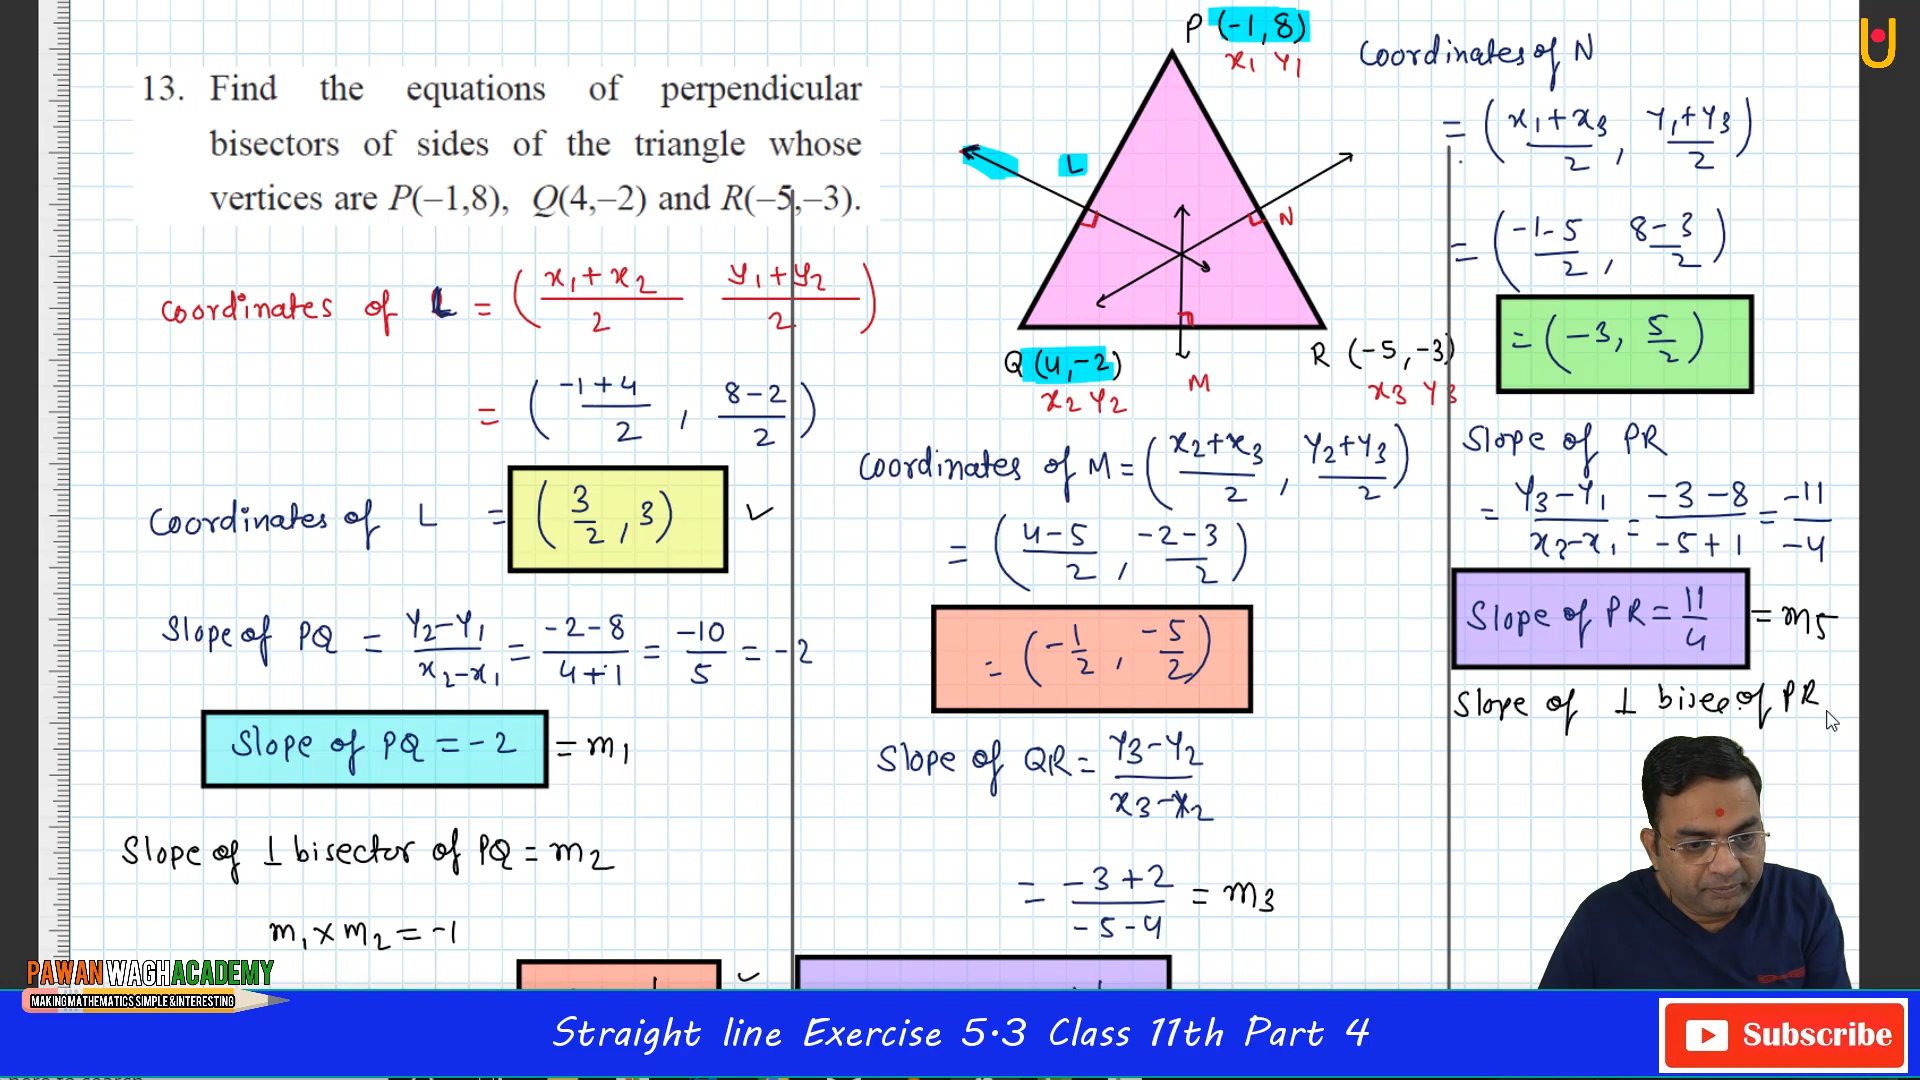 13. Find the equations of perpendicular
bisectors of sides of the triangle whose
vertices are P(−1,8), Q(4,−2) and R(−5,−3).
Coordinates of L = ( x₁+x₂/2 y₁+y₂/2 )
= ( -1+4/2 , 8-2/2 )
Coordinates of L = ( 3/2 , 3 ) ✓
Slope of PQ = y₂-y₁/x₂-x₁ = -2-8/4+1 = -10/5 = -2
Slope of PQ = -2 = m₁
Slope of ⊥ bisector of PQ = m₂
m₁ × m₂ = -1
P (-1, 8)
x₁ y₁
L
N
Q (4, -2)
x₂ y₂
M
R (-5, -3)
x₃ y₃
Coordinates of M = ( x₂+x₃/2 , y₂+y₃/2 )
= ( 4-5/2 , -2-3/2 )
= ( -1/2 , -5/2 )
Slope of QR = y₃-y₂/x₃-x₂
= -3+2/-5-4 = m₃
Coordinates of N
= ( x₁+x₃/2 , y₁+y₃/2 )
= ( -1-5/2 , 8-3/2 )
= ( -3, 5/2 )
Slope of PR
= y₃-y₁/x₃-x₁ = -3-8/-5+1 = -11/-4
Slope of PR = 11/4 = m₅
Slope of ⊥ bisec. of PR
PAWAN WAGH ACADEMY
MAKING MATHEMATICS SIMPLE & INTERESTING
Straight line Exercise 5.3 Class 11th Part 4
Subscribe